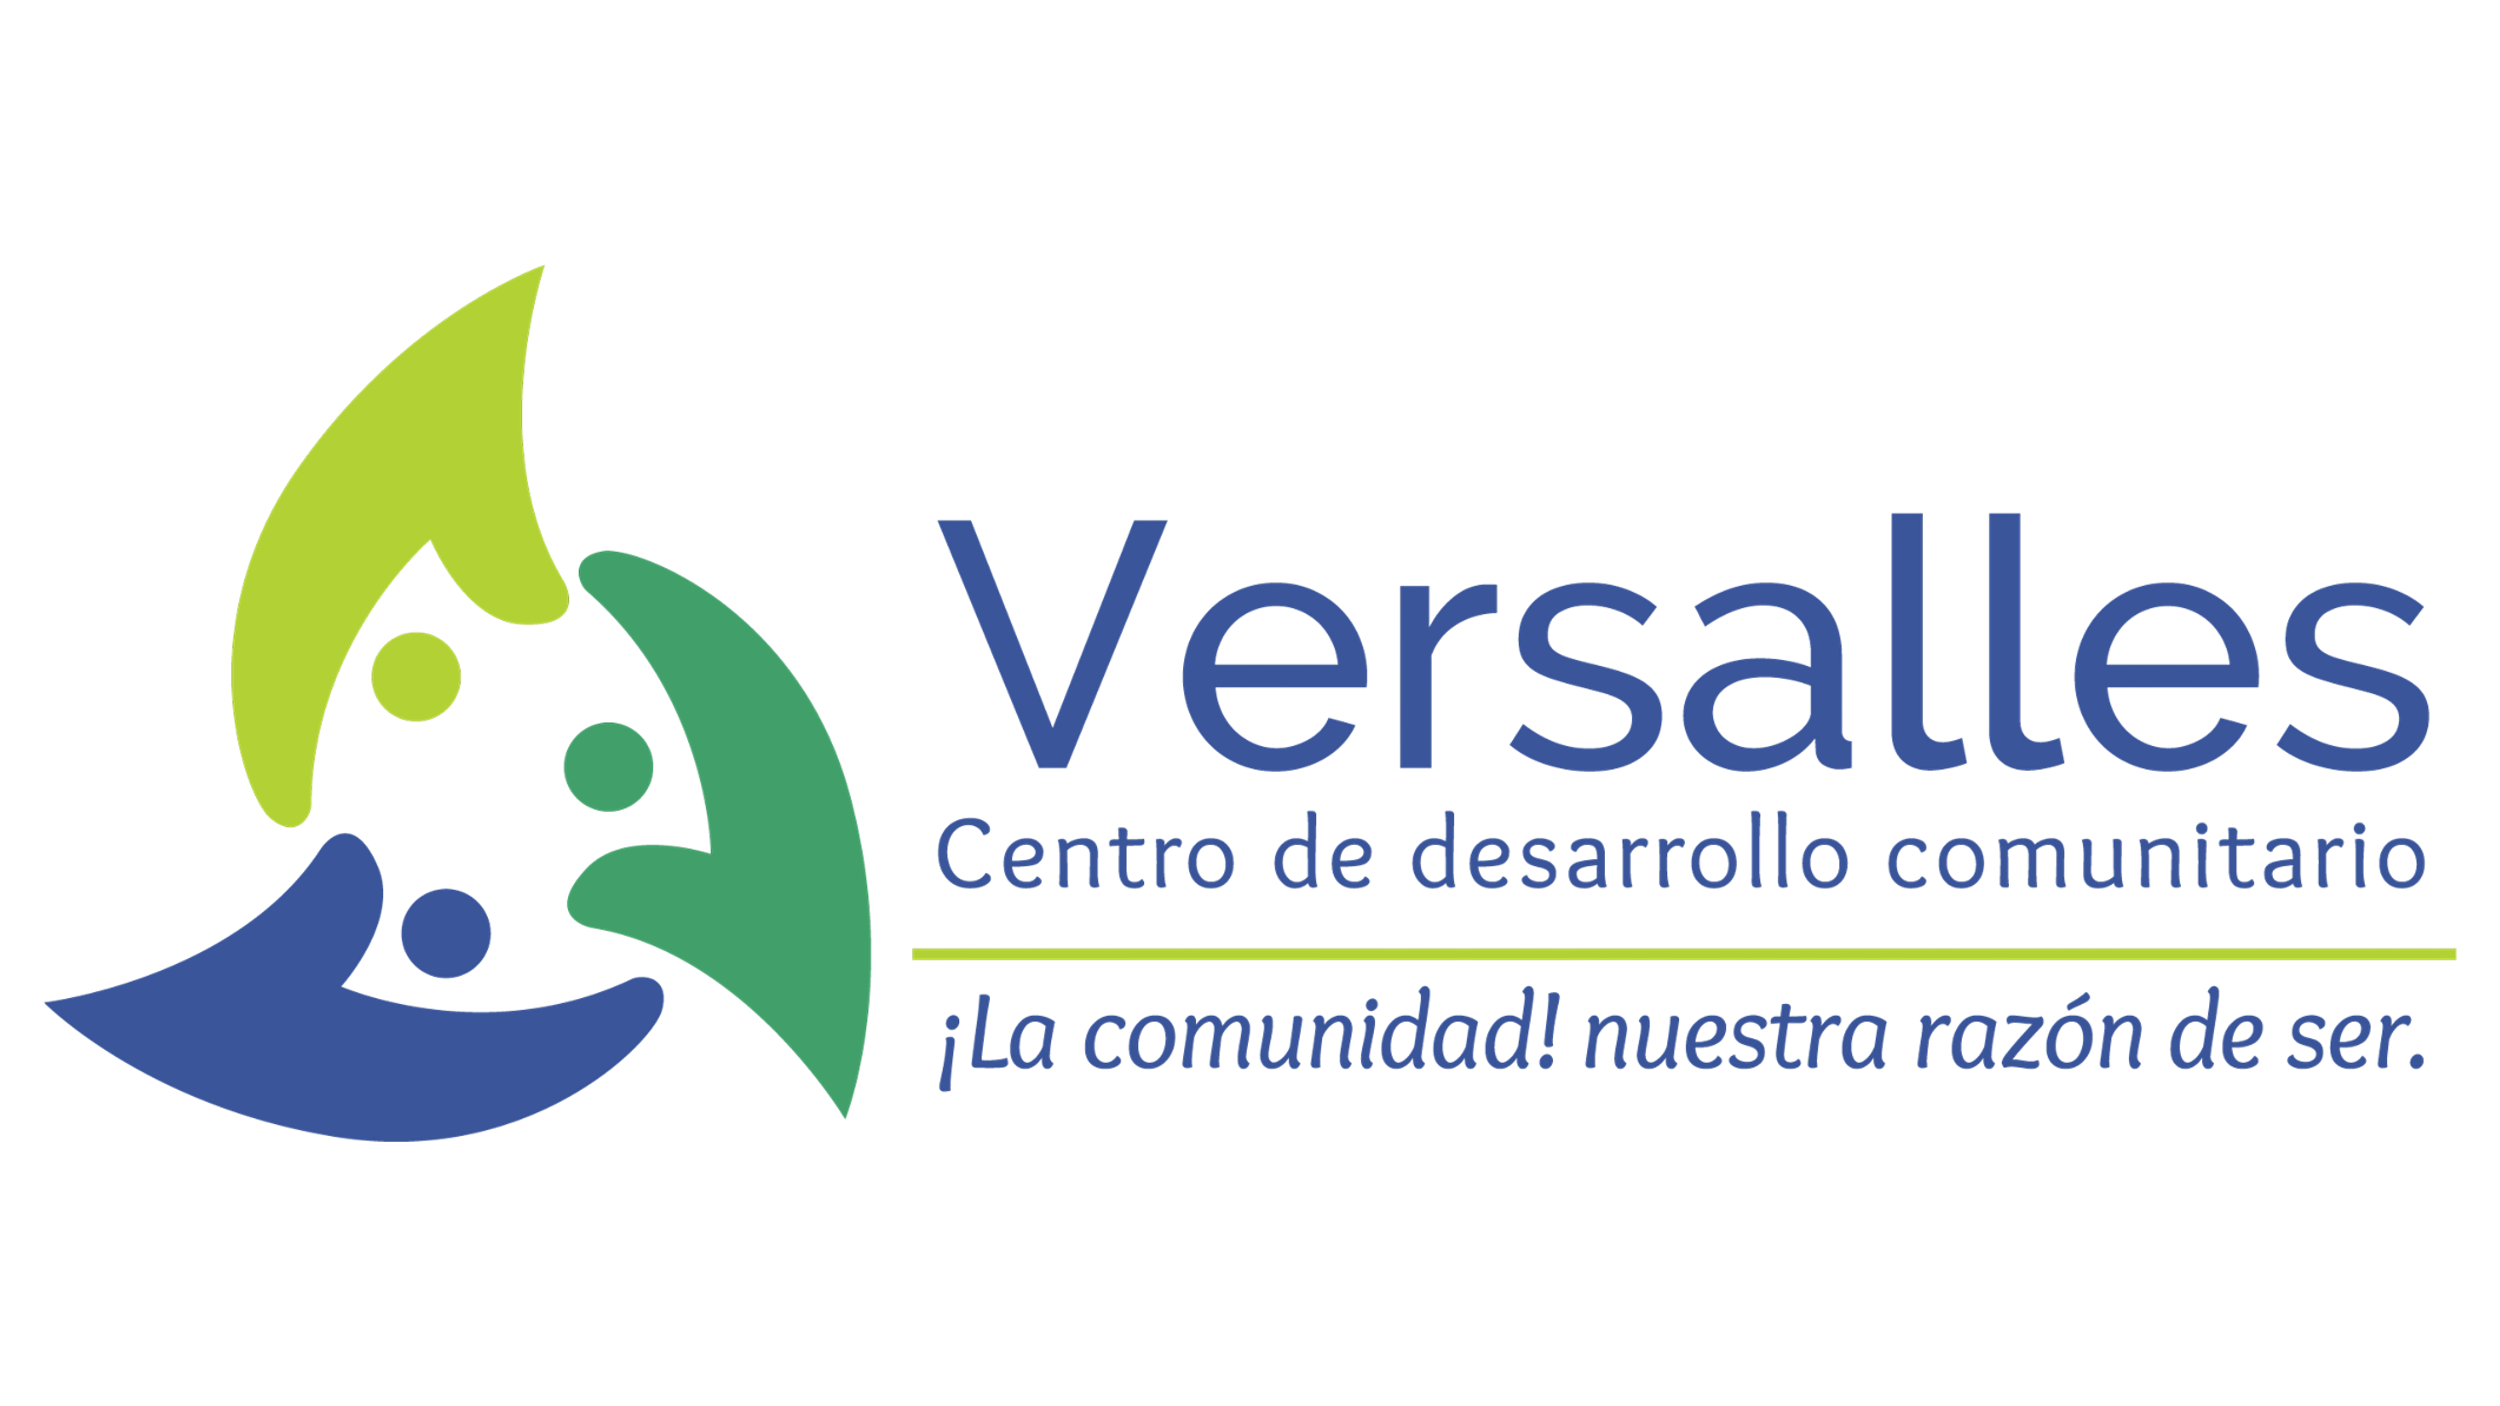 Versalles
Centro de desarrollo comunitario
¡La comunidad! nuestra razón de ser.